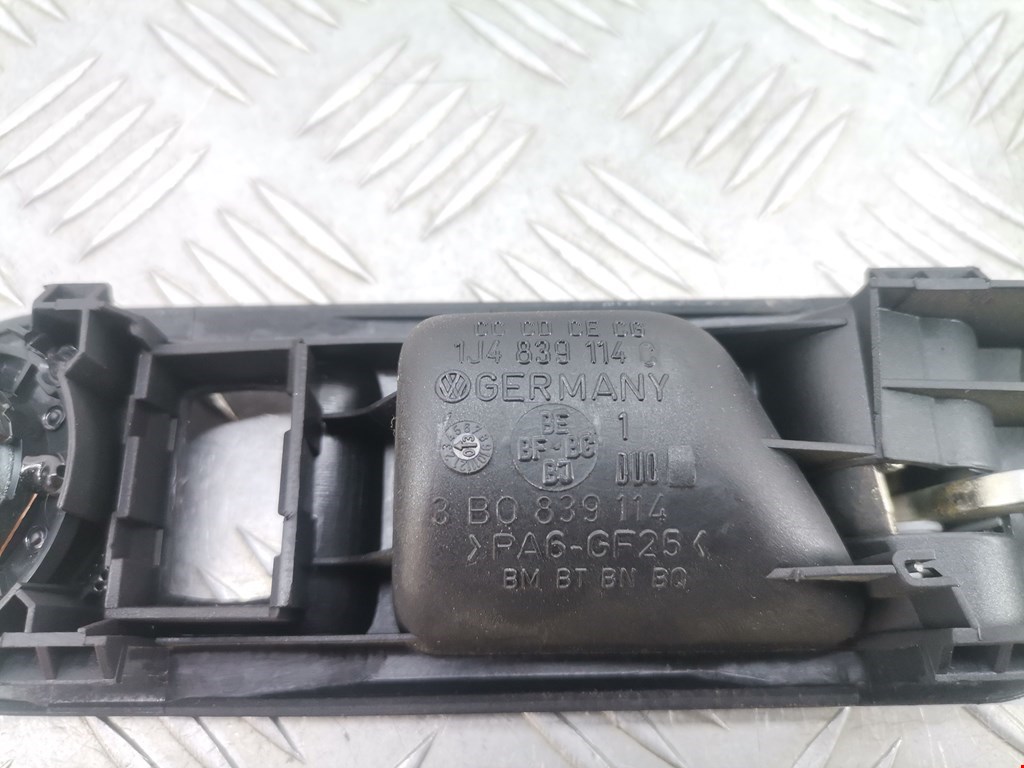 CC CD CE CG
1J4 839 114
GERMANY
BE 1
BF BG
BJ
3 B0 839 114
>PA6-GF25<
BM BT BN BQ